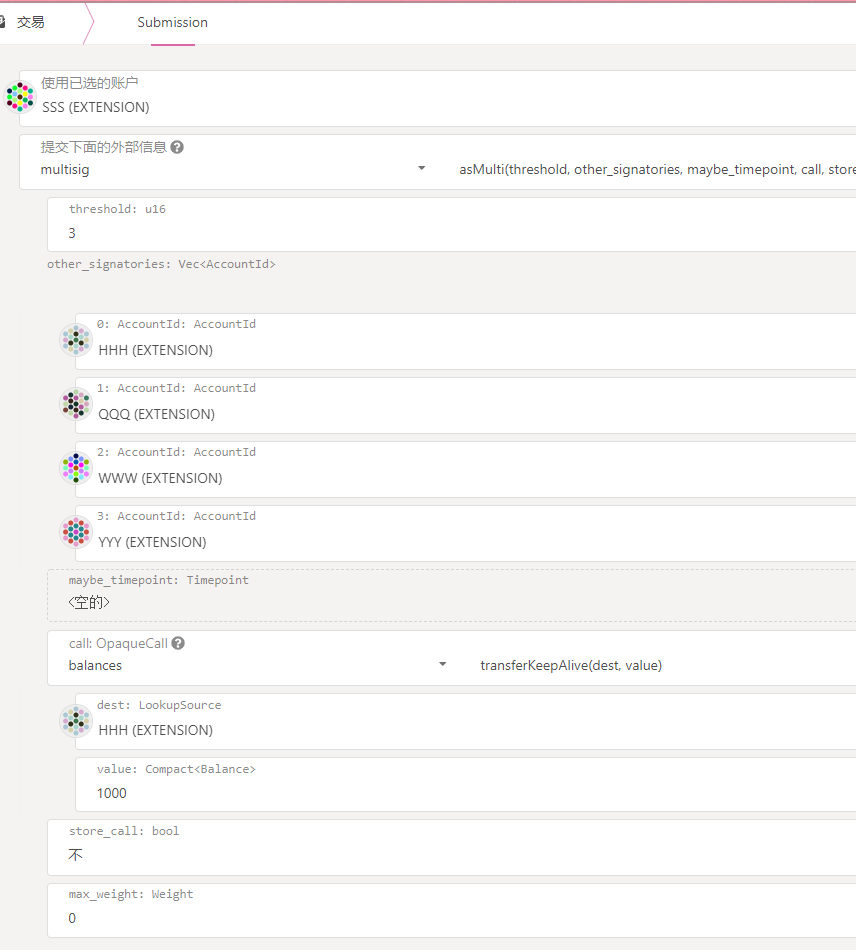 交易
Submission
使用已选的账户
SSS (EXTENSION)
提交下面的外部信息
multisig
asMulti(threshold, other_signatories, maybe_timepoint, call, store
threshold: u16
3
other_signatories: Vec<AccountId>
0: AccountId: AccountId
HHH (EXTENSION)
1: AccountId: AccountId
QQQ (EXTENSION)
2: AccountId: AccountId
WWW (EXTENSION)
3: AccountId: AccountId
YYY (EXTENSION)
maybe_timepoint: Timepoint
<空的>
call: OpaqueCall
balances
transferKeepAlive(dest, value)
dest: LookupSource
HHH (EXTENSION)
value: Compact<Balance>
1000
store_call: bool
不
max_weight: Weight
0